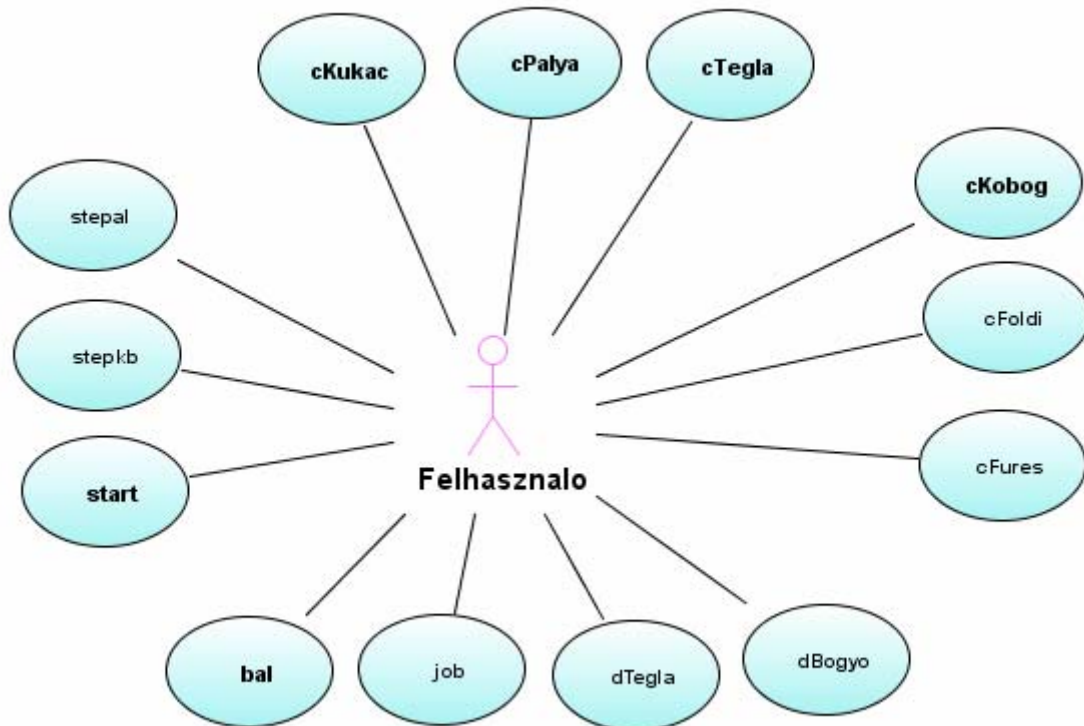 cKukac
cPalya
cTegla
stepal
cKobog
stepkb
cFoldi
start
Felhasznalo
cFures
bal
job
dTegla
dBogyo